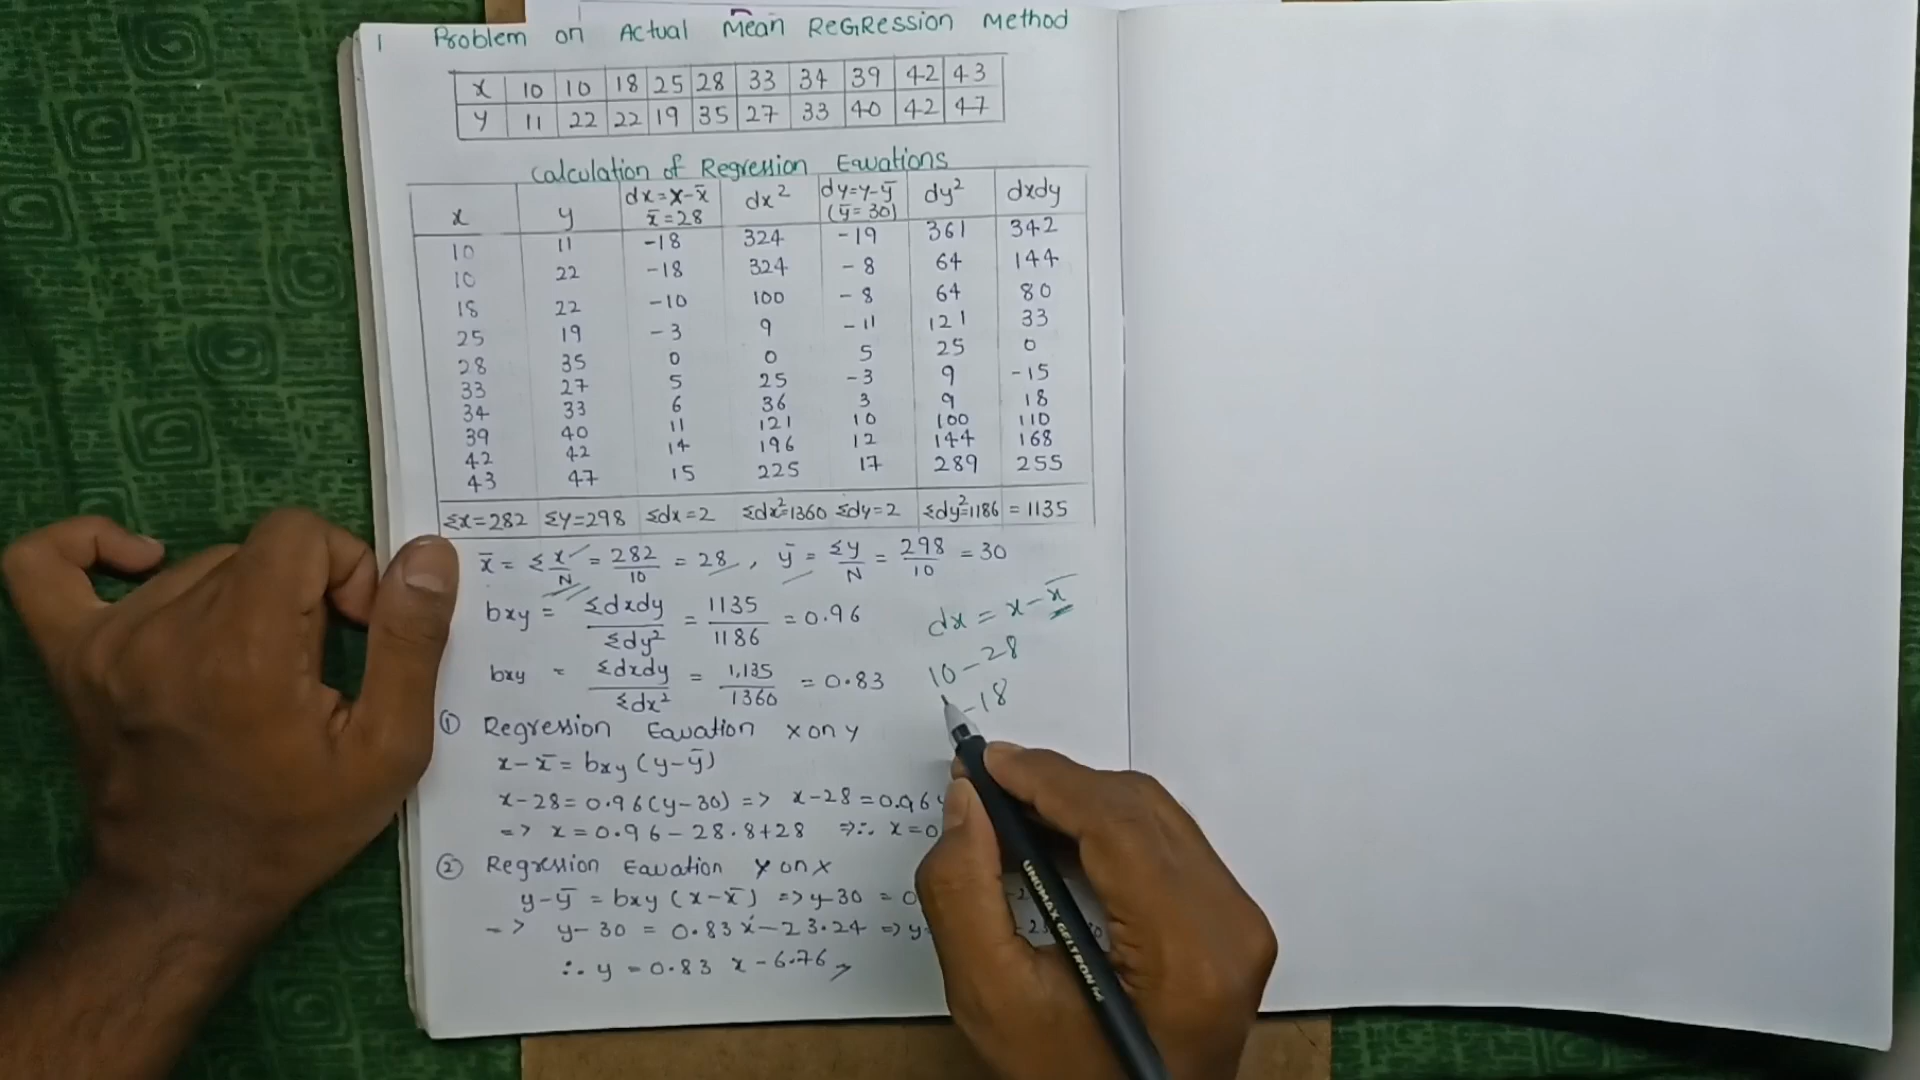 1 Problem on Actual Mean REGRession Method
x 10 10 18 25 28 33 34 39 42 43
y 11 22 22 19 35 27 33 40 42 47
Calculation of Regression Equations
x y dx=x-x̄ x̄=28 dx² dy=y-ȳ (ȳ=30) dy² dxdy
10 11 -18 324 -19 361 342
10 22 -18 324 -8 64 144
18 22 -10 100 -8 64 80
25 19 -3 9 -11 121 33
28 35 0 0 5 25 0
33 27 5 25 -3 9 -15
34 33 6 36 3 9 18
39 40 11 121 10 100 110
42 42 14 196 12 144 168
43 47 15 225 17 289 255
Σx=282 Σy=298 Σdx=2 Σdx²=1360 Σdy=2 Σdy²=1186 = 1135
x̄ = Σx/N = 282/10 = 28, ȳ = Σy/N = 298/10 = 30
bxy = Σdxdy/Σdy² = 1135/1186 = 0.96
dx = x-x̄
10-28
-18
bxy = Σdxdy/Σdx² = 1,135/1360 = 0.83
① Regression Equation x on y
x-x̄ = bxy (y-ȳ)
x-28=0.96(y-30) => x-28=0.96
=> x=0.96-28.8+28 =>∴ x=0
② Regression Equation y on x
y-ȳ = bxy (x-x̄) => y-30 = 0
=> y-30 = 0.83x-23.24 => y
∴ y = 0.83 x-6.76
UNOMAX GELTRON